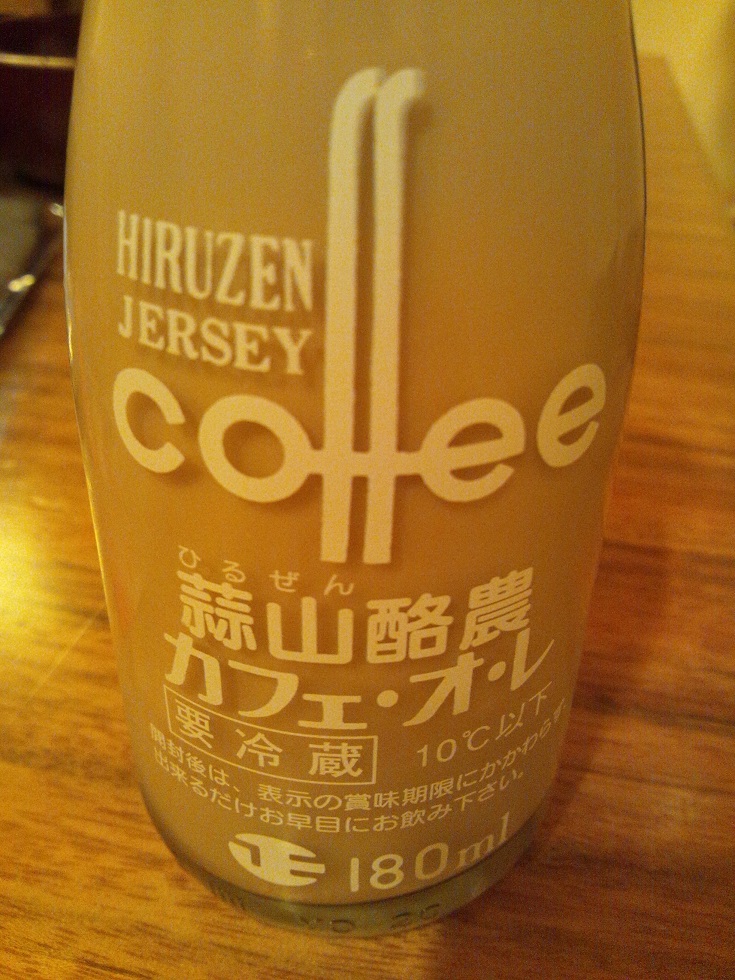 HIRUZEN
JERSEY
coffee
ひるぜん
蒜山酪農
カフェ・オ・レ
要冷蔵 10℃以下
開封後は、表示の賞味期限にかかわらず、
出来るだけお早目にお飲み下さい。
180ml